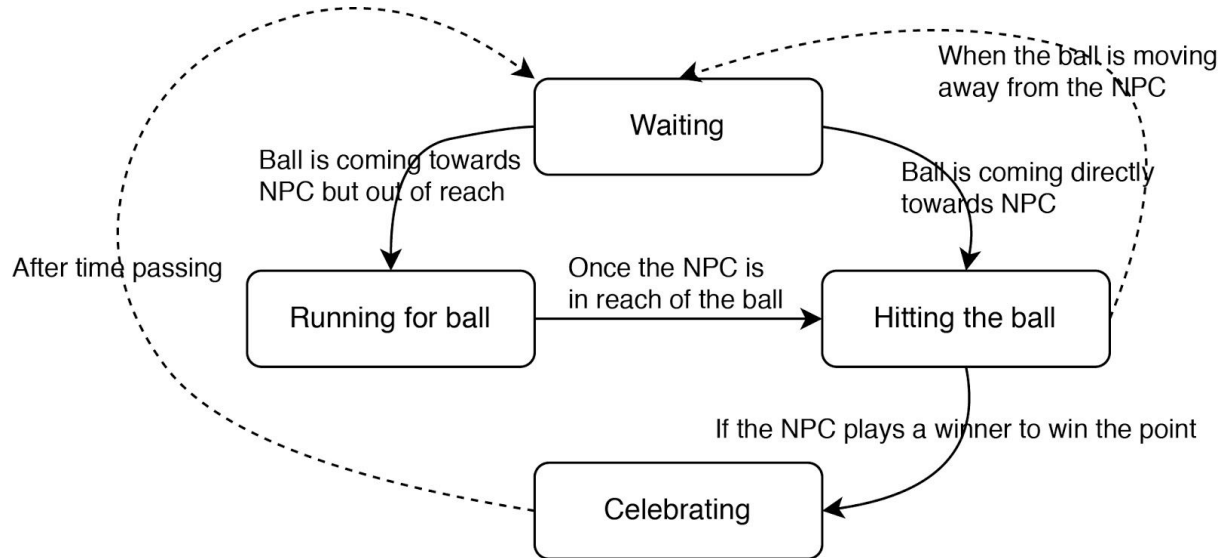 When the ball is moving
away from the NPC
Waiting
Ball is coming towards
NPC but out of reach
Ball is coming directly
towards NPC
After time passing
Once the NPC is
in reach of the ball
Running for ball
Hitting the ball
If the NPC plays a winner to win the point
Celebrating